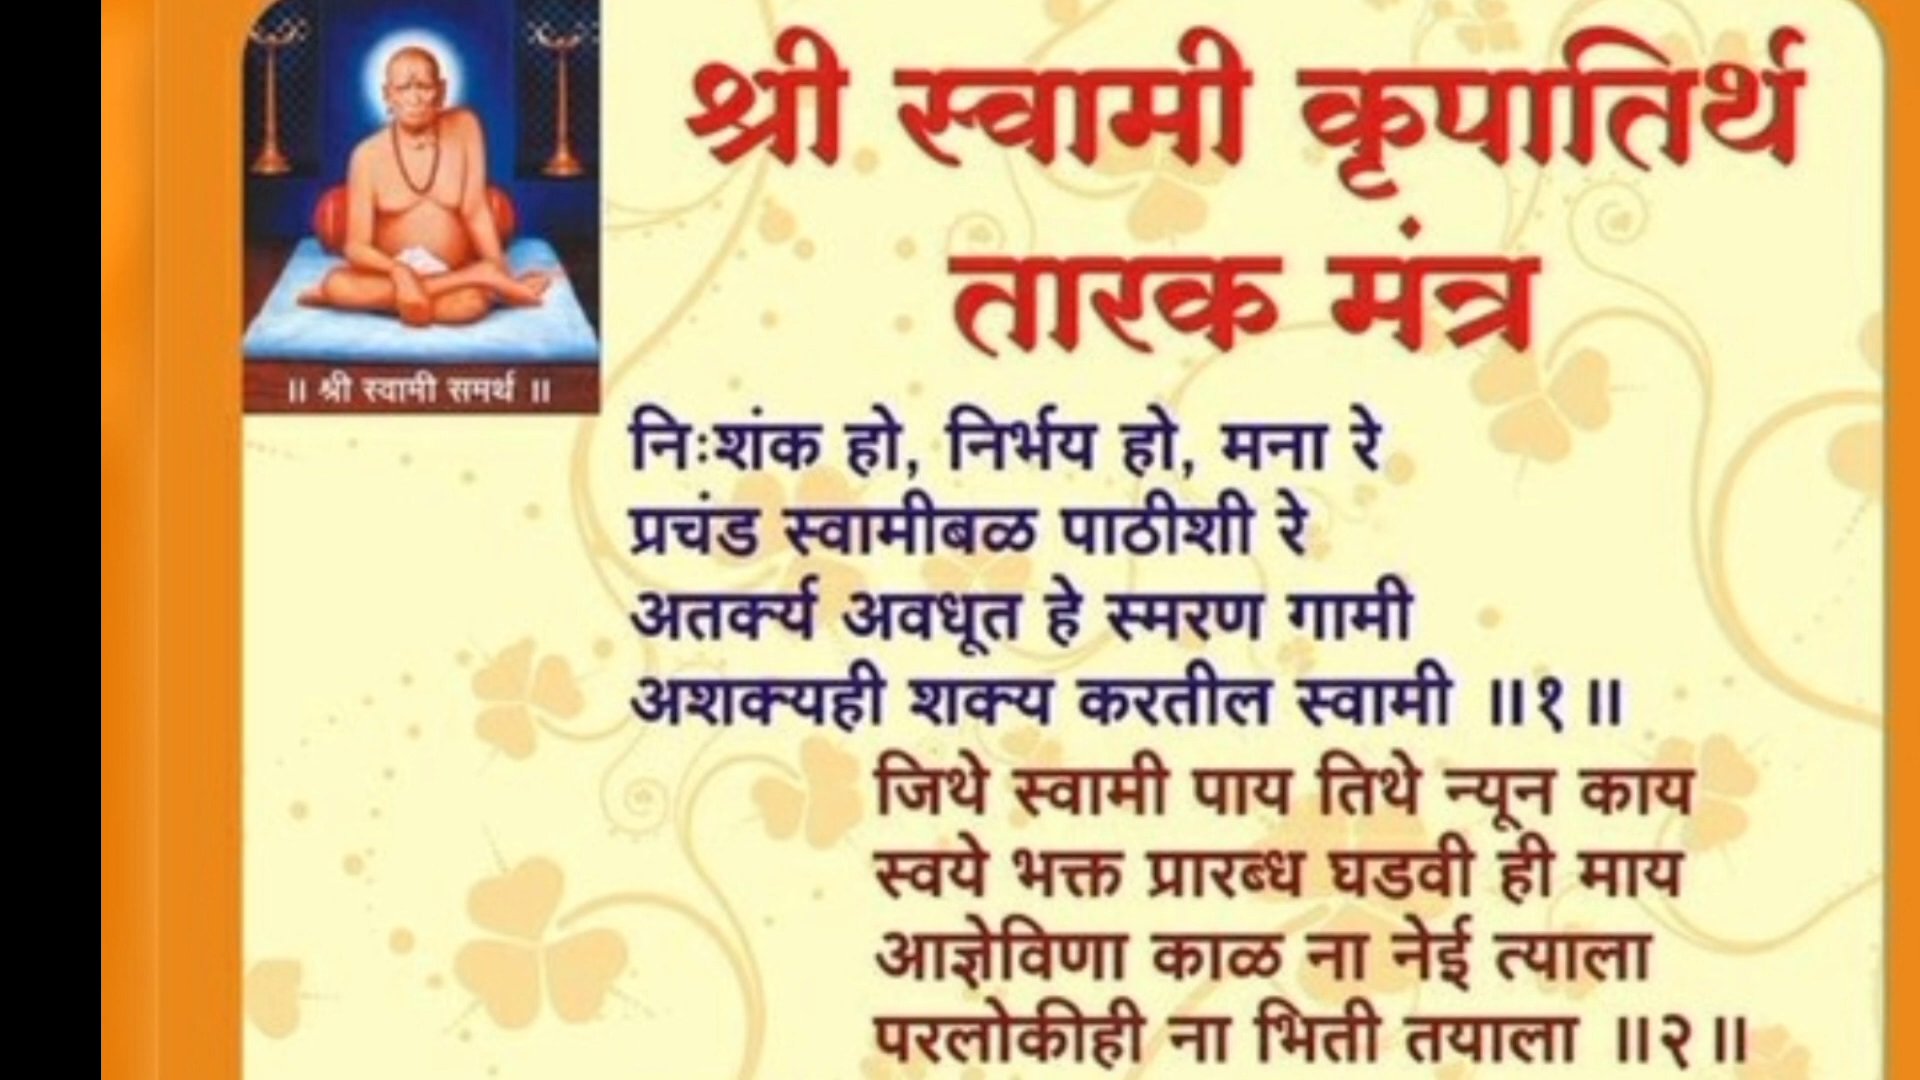 श्री स्वामी कृपातिर्थ
तारक मंत्र
॥ श्री स्वामी समर्थ ॥
निःशंक हो, निर्भय हो, मना रे
प्रचंड स्वामीबळ पाठीशी रे
अतर्क्य अवधूत हे स्मरण गामी
अशक्यही शक्य करतील स्वामी ॥१॥
जिथे स्वामी पाय तिथे न्यून काय
स्वये भक्त प्रारब्ध घडवी ही माय
आज्ञेविणा काळ ना नेई त्याला
परलोकीही ना भिती तयाला ॥२॥